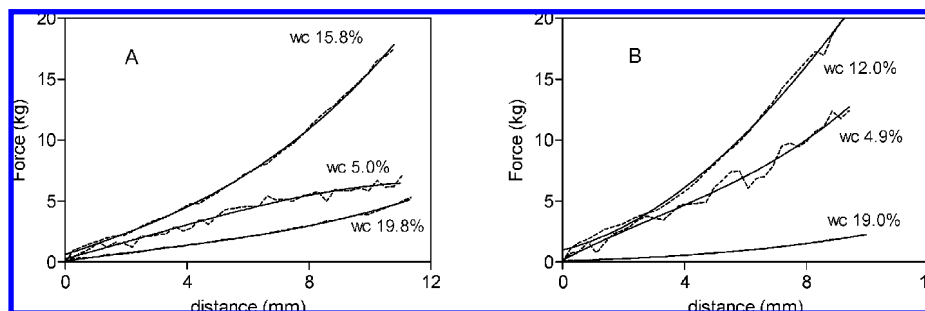 20
A
wc 15.8%
15
Force (kg)
10
wc 5.0%
5
wc 19.8%
0
0 4 8 12
distance (mm)
20
B
wc 12.0%
15
Force (kg)
wc 4.9%
10
5
wc 19.0%
0
0 4 8 1
distance (mm)